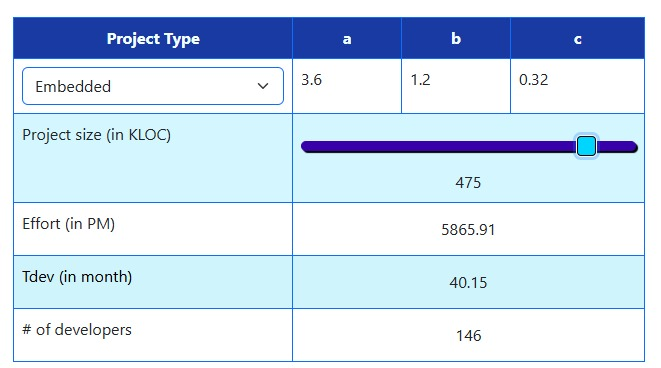 Project Type a b c
Embedded 3.6 1.2 0.32
Project size (in KLOC)
475
Effort (in PM) 5865.91
Tdev (in month) 40.15
# of developers 146